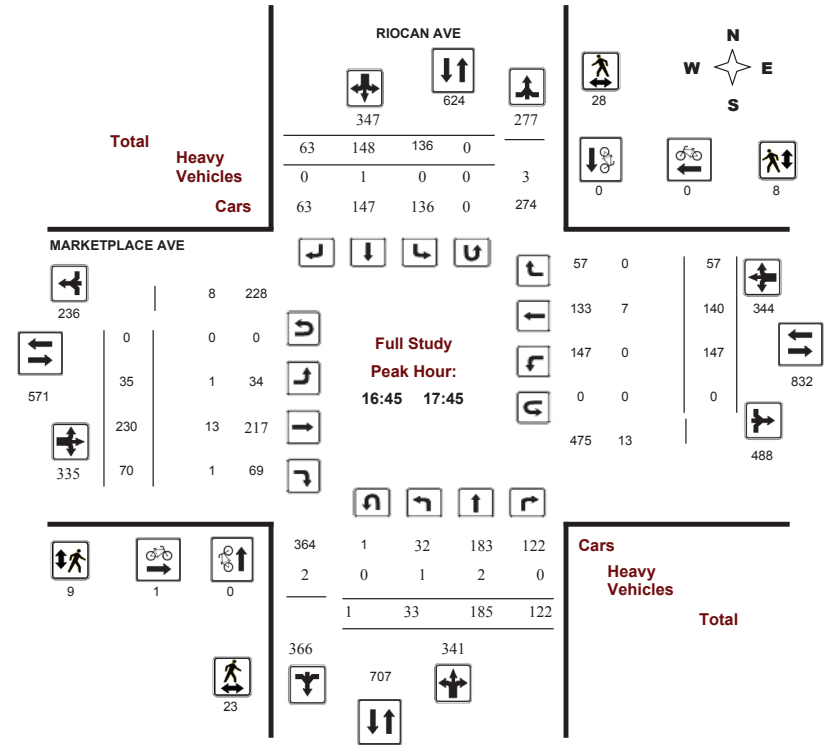 RIOCAN AVE
N
W E
S
624
28
347
277
Total
63 148 136 0
Heavy
Vehicles
0 1 0 0 3
Cars
63 147 136 0 274
0 0 8
MARKETPLACE AVE
236
8 228
57 0 57
344
0 0 0
133 7 140
571
832
Full Study
Peak Hour:
16:45 17:45
35 1 34
147 0 147
230 13 217
0 0 0
335
70 1 69
475 13
488
364 1 32 183 122
Cars
2 0 1 2 0
Heavy
Vehicles
9 1 0
1 33 185 122
Total
366
341
707
23